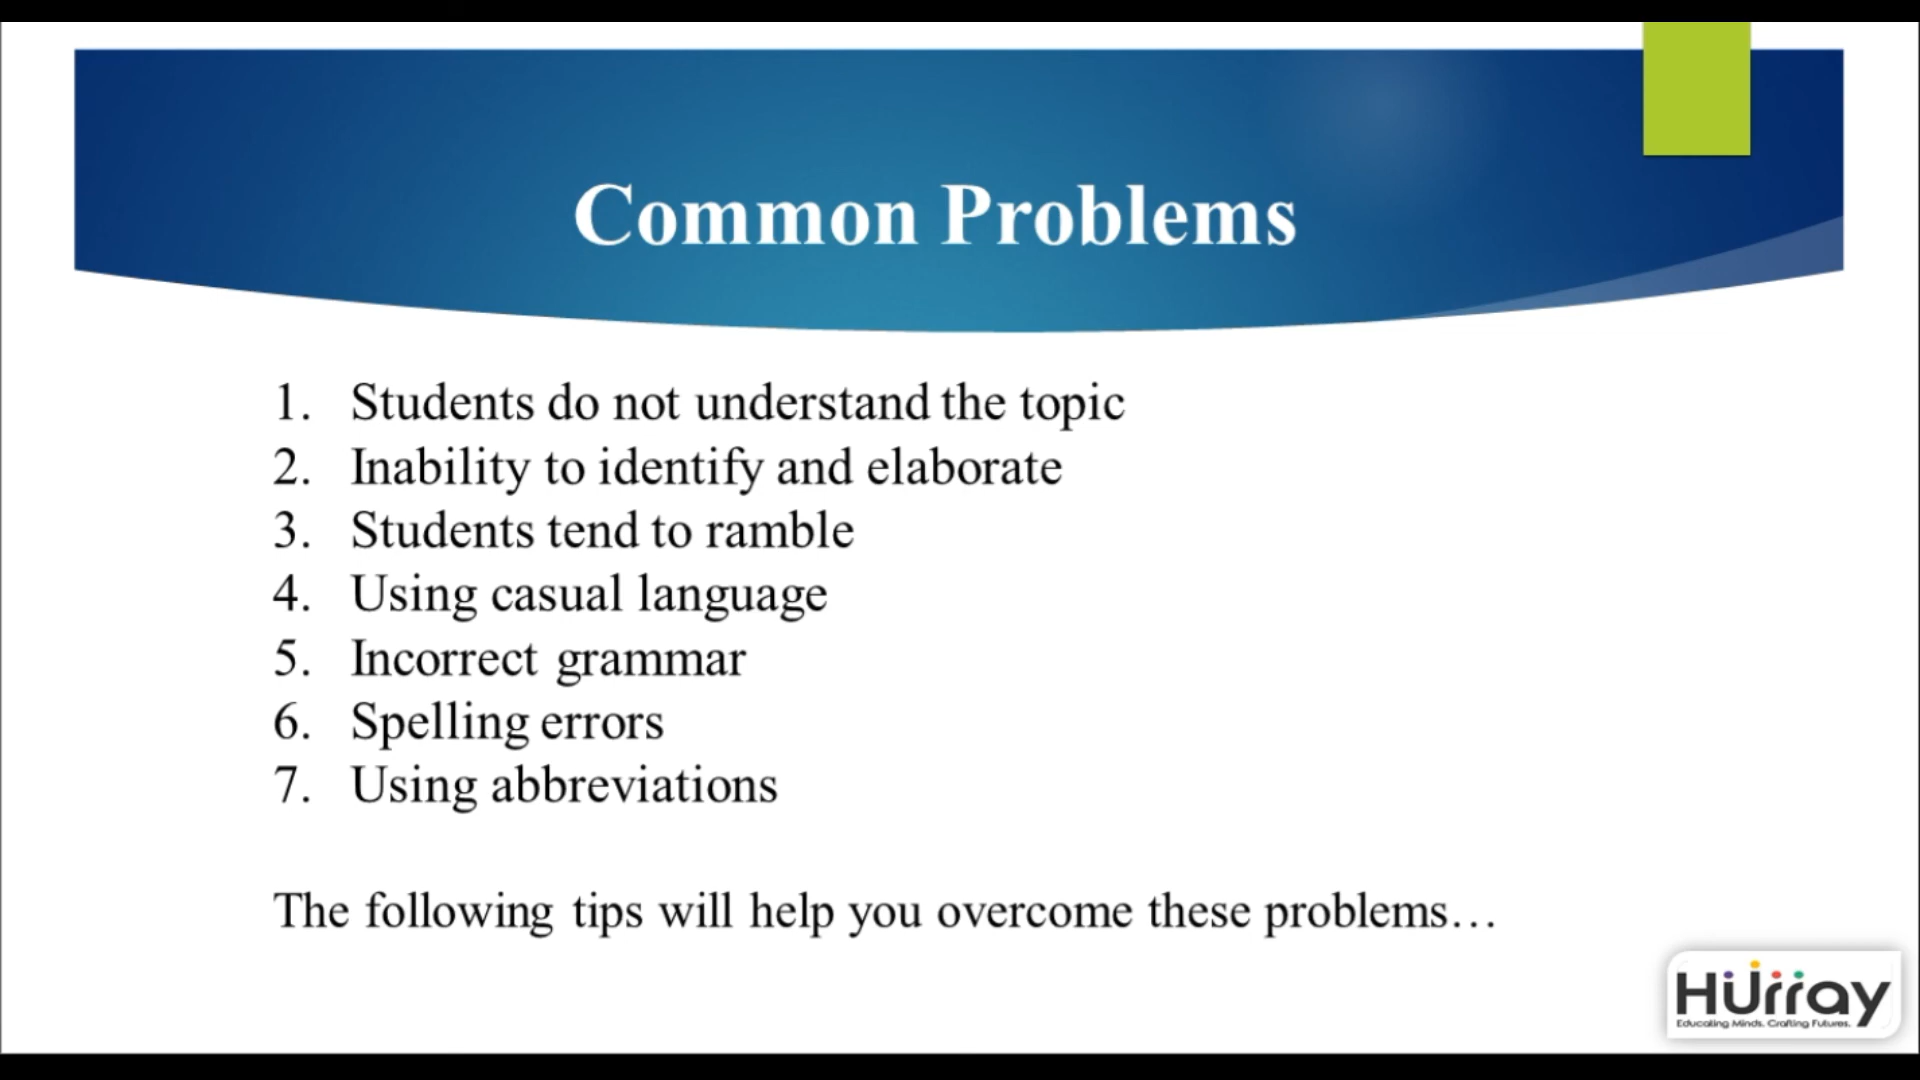 Common Problems
1. Students do not understand the topic
2. Inability to identify and elaborate
3. Students tend to ramble
4. Using casual language
5. Incorrect grammar
6. Spelling errors
7. Using abbreviations
The following tips will help you overcome these problems…
Hurray
Educating Minds. Crafting Futures.